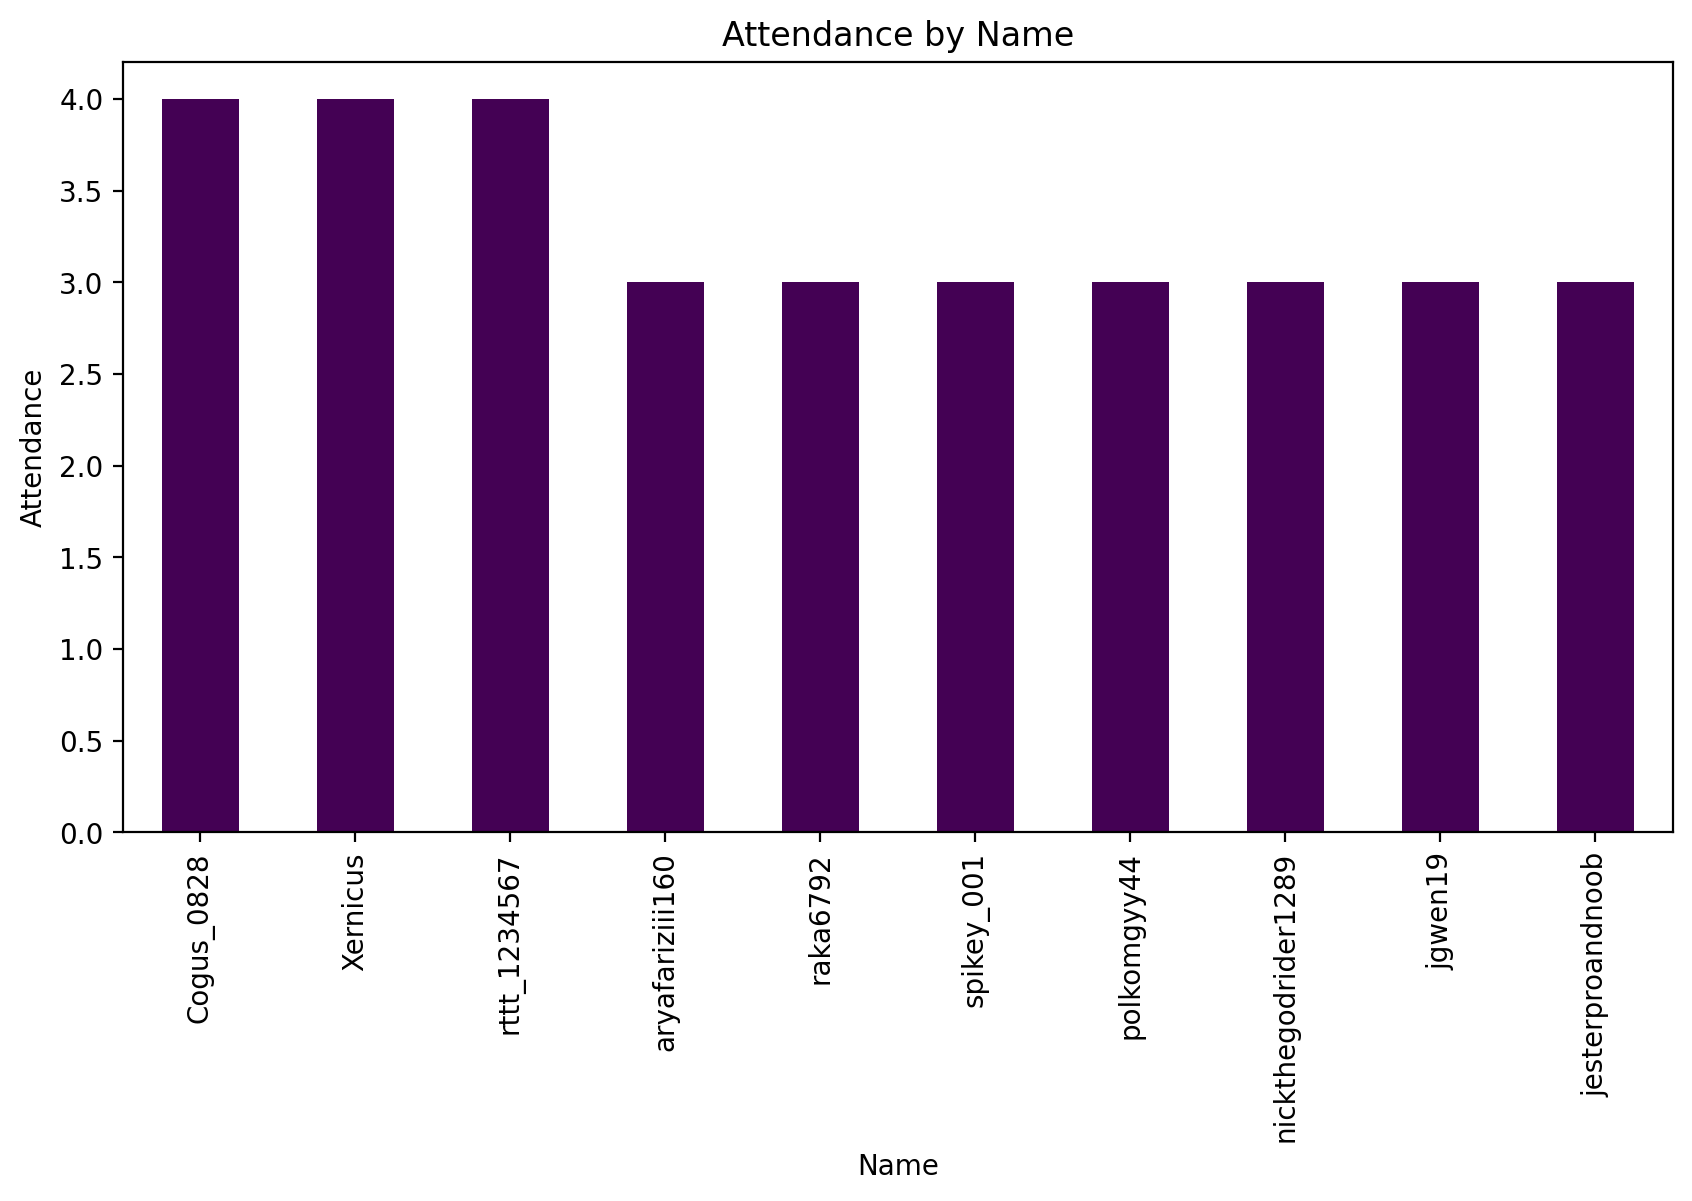 Attendance by Name
Attendance
4.0
3.5
3.0
2.5
2.0
1.5
1.0
0.5
0.0
Cogus_0828
Xernicus
rttt_1234567
aryafariziii160
raka6792
spikey_001
polkomgyy44
nickthegodrider1289
jgwen19
jesterproandnoob
Name